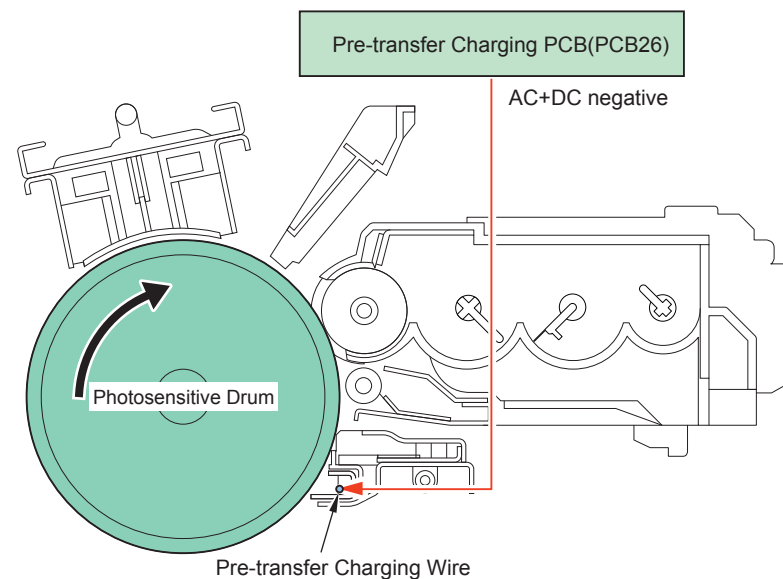 Pre-transfer Charging PCB(PCB26)
AC+DC negative
Photosensitive Drum
Pre-transfer Charging Wire